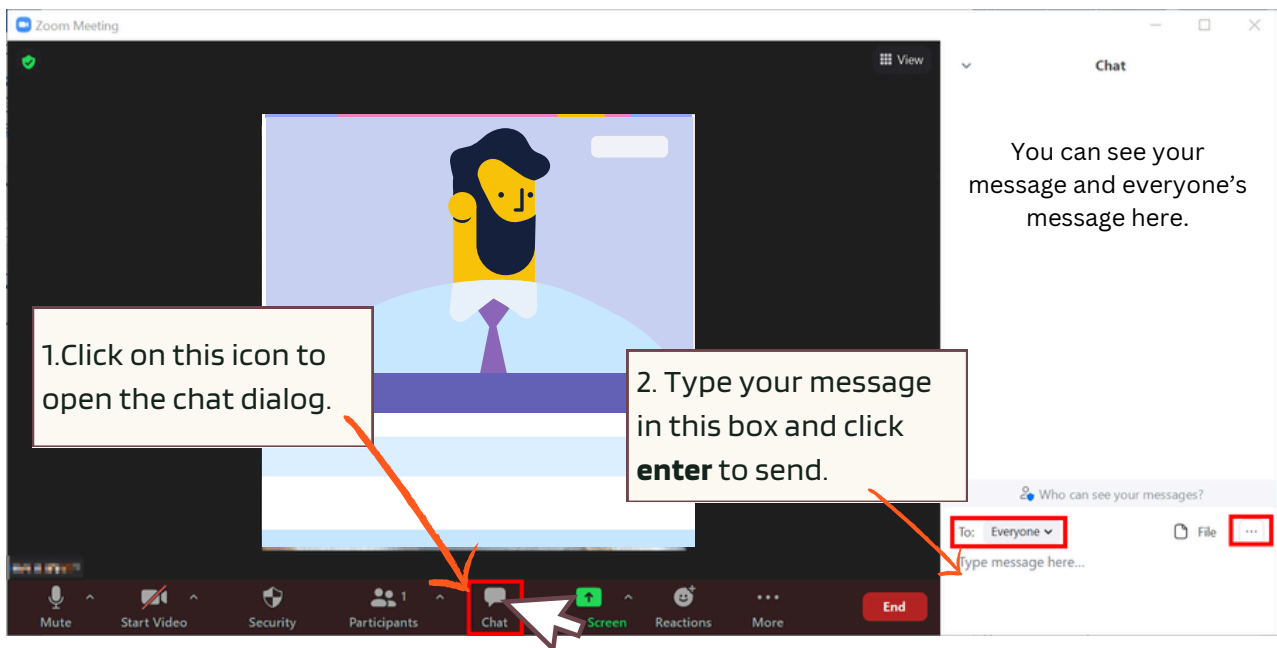 Zoom Meeting
View
Chat
You can see your
message and everyone’s
message here.
1.Click on this icon to
open the chat dialog.
2. Type your message
in this box and click
enter to send.
Who can see your messages?
To: Everyone
File
Type message here...
Mute
Start Video
Security
1
Participants
Chat
Screen
Reactions
More
End